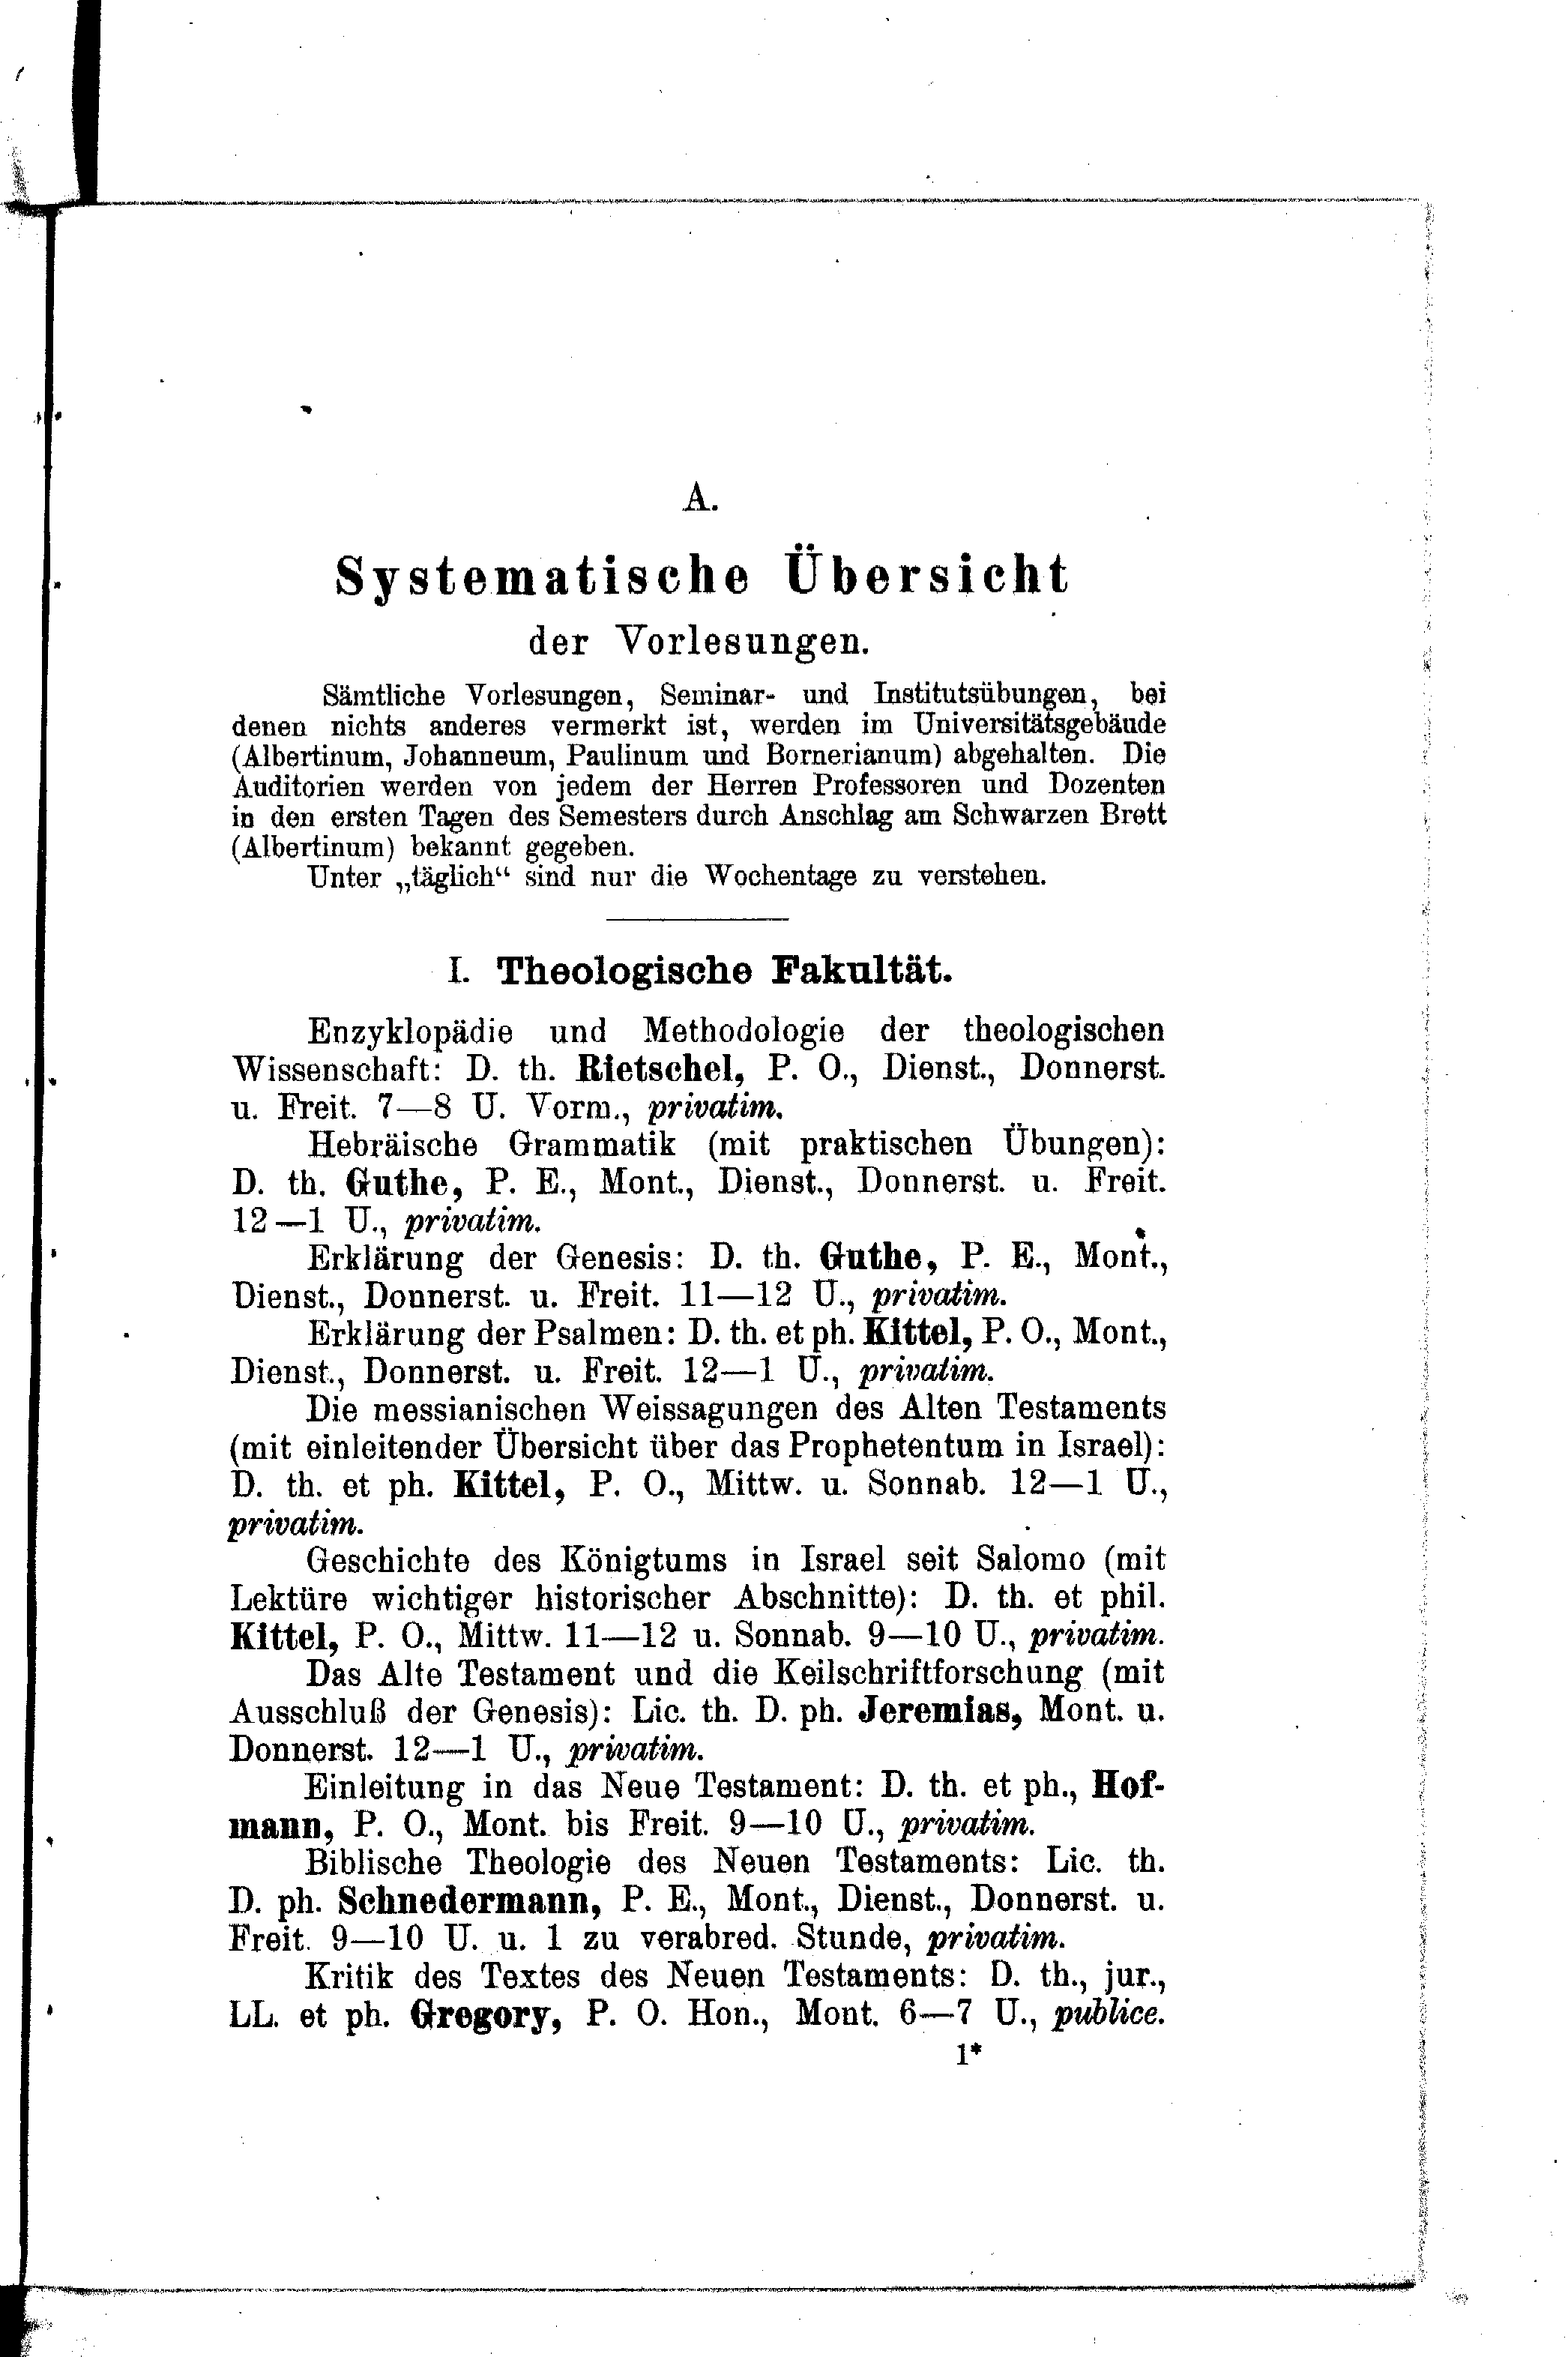 A.
Systematische Übersicht
der Vorlesungen.
Sämtliche Vorlesungen, Seminar- und Institutsübungen, bei
denen nichts anderes vermerkt ist, werden im Universitätsgebäude
(Albertinum, Johanneum, Paulinum und Bornerianum) abgehalten. Die
Auditorien werden von jedem der Herren Professoren und Dozenten
in den ersten Tagen des Semesters durch Anschlag am Schwarzen Brett
(Albertinum) bekannt gegeben.
Unter „täglich“ sind nur die Wochentage zu verstehen.
I. Theologische Fakultät.
Enzyklopädie und Methodologie der theologischen
Wissenschaft: D. th. Rietschel, P. O., Dienst., Donnerst.
u. Freit. 7—8 U. Vorm., privatim.
Hebräische Grammatik (mit praktischen Übungen):
D. th. Guthe, P. E., Mont., Dienst., Donnerst. u. Freit.
12—1 U., privatim.
Erklärung der Genesis: D. th. Guthe, P. E., Mont.,
Dienst., Donnerst. u. Freit. 11—12 U., privatim.
Erklärung der Psalmen: D. th. et ph. Kittel, P. O., Mont.,
Dienst., Donnerst. u. Freit. 12—1 U., privatim.
Die messianischen Weissagungen des Alten Testaments
(mit einleitender Übersicht über das Prophetentum in Israel):
D. th. et ph. Kittel, P. O., Mittw. u. Sonnab. 12—1 U.,
privatim.
Geschichte des Königtums in Israel seit Salomo (mit
Lektüre wichtiger historischer Abschnitte): D. th. et phil.
Kittel, P. O., Mittw. 11—12 u. Sonnab. 9—10 U., privatim.
Das Alte Testament und die Keilschriftforschung (mit
Ausschluß der Genesis): Lic. th. D. ph. Jeremias, Mont. u.
Donnerst. 12—1 U., privatim.
Einleitung in das Neue Testament: D. th. et ph., Hof-
mann, P. O., Mont. bis Freit. 9—10 U., privatim.
Biblische Theologie des Neuen Testaments: Lic. th.
D. ph. Schnedermann, P. E., Mont., Dienst., Donnerst. u.
Freit. 9—10 U. u. 1 zu verabred. Stunde, privatim.
Kritik des Textes des Neuen Testaments: D. th., jur.,
LL. et ph. Gregory, P. O. Hon., Mont. 6—7 U., publice.
1*